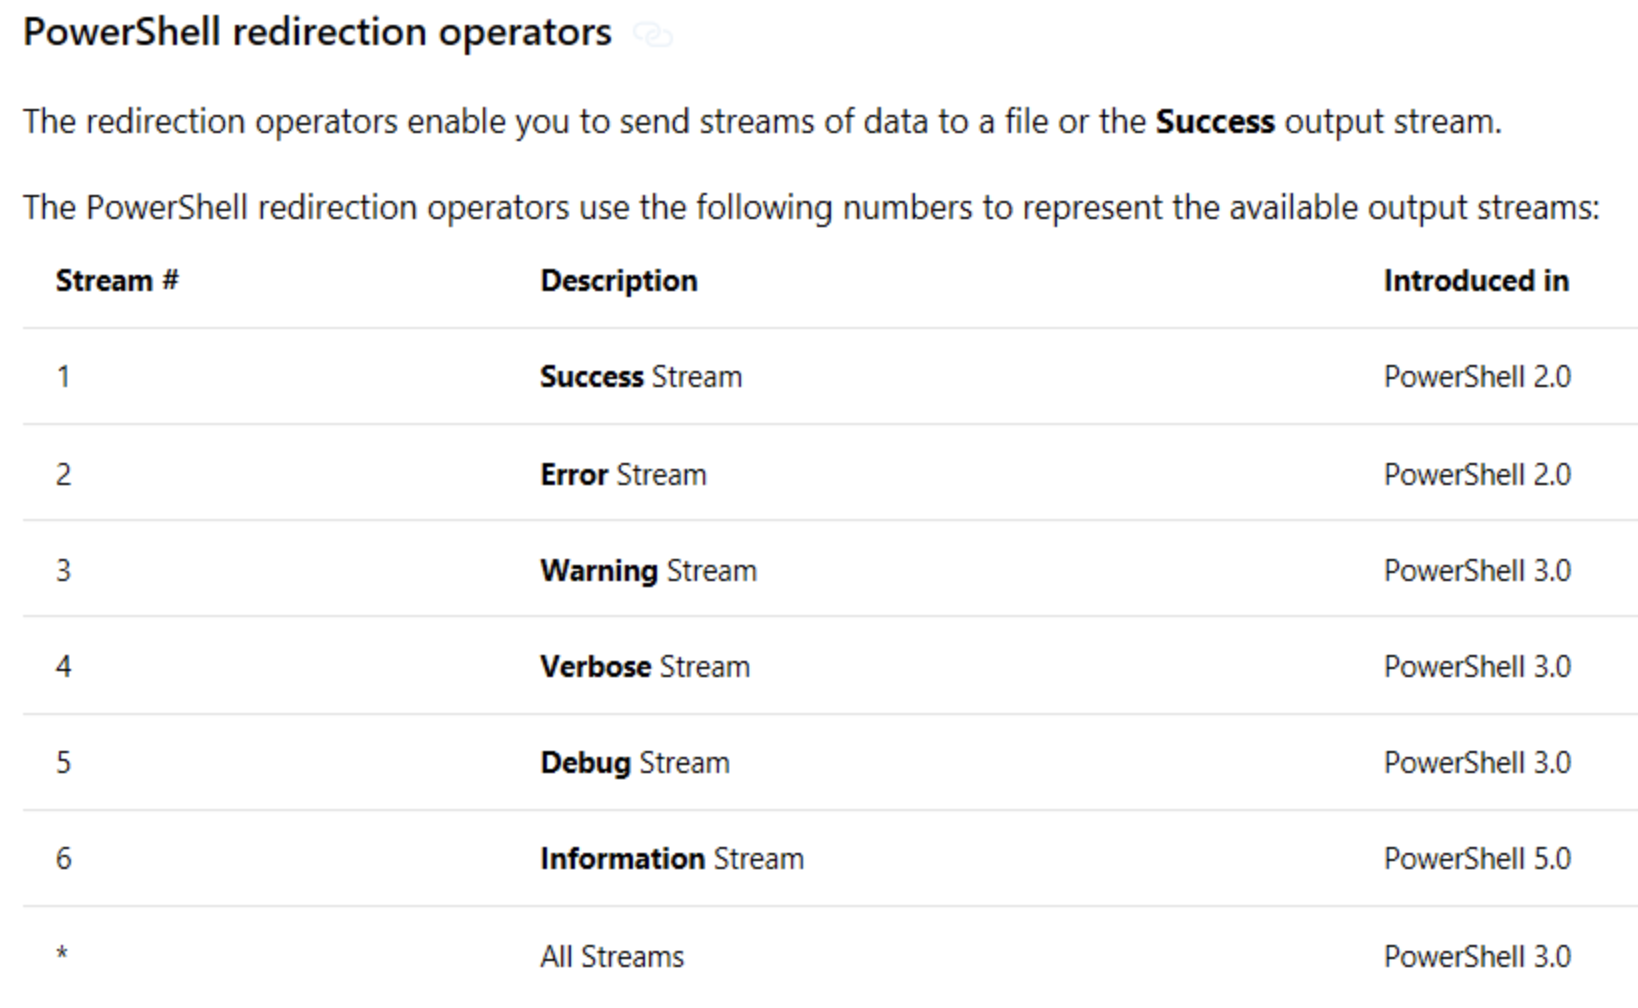 PowerShell redirection operators
The redirection operators enable you to send streams of data to a file or the Success output stream.
The PowerShell redirection operators use the following numbers to represent the available output streams:
Stream # Description Introduced in
1 Success Stream PowerShell 2.0
2 Error Stream PowerShell 2.0
3 Warning Stream PowerShell 3.0
4 Verbose Stream PowerShell 3.0
5 Debug Stream PowerShell 3.0
6 Information Stream PowerShell 5.0
* All Streams PowerShell 3.0